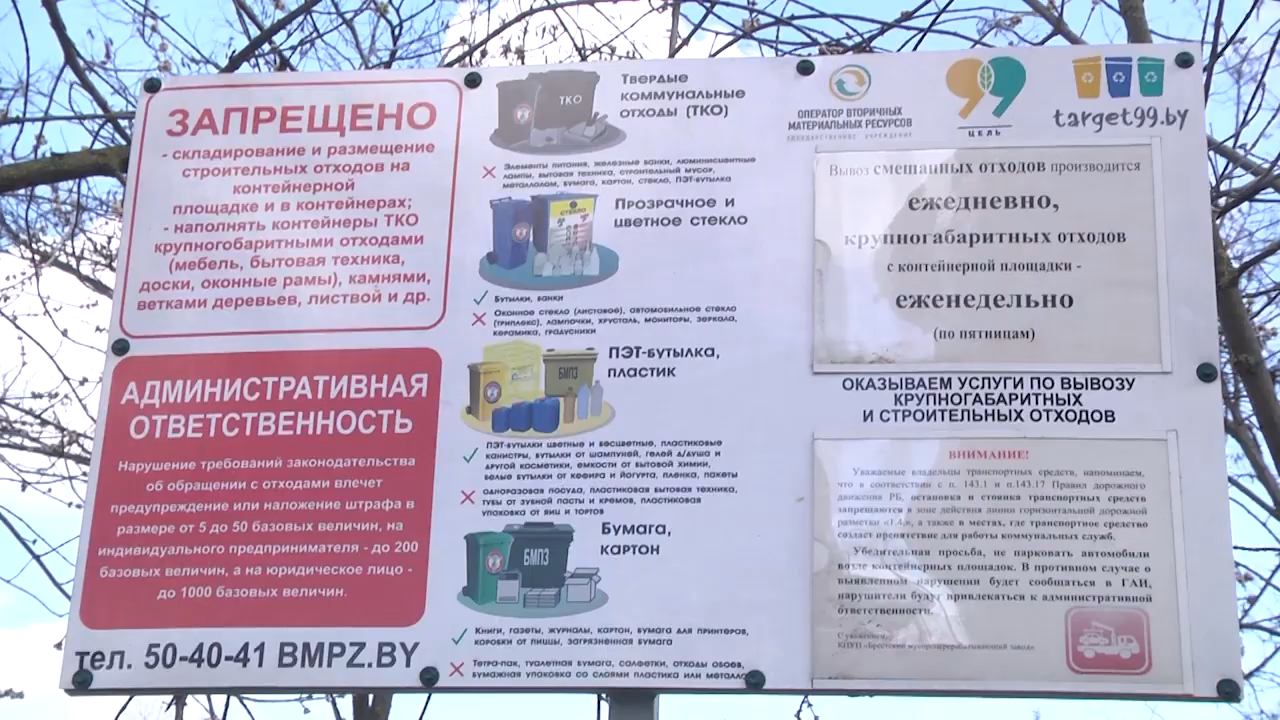 ЗАПРЕЩЕНО
- складирование и размещение
строительных отходов на
контейнерной
площадке и в контейнерах;
- наполнять контейнеры ТКО
крупногабаритными отходами
(мебель, бытовая техника,
доски, оконные рамы), камнями,
ветками деревьев, листвой и др.
АДМИНИСТРАТИВНАЯ
ОТВЕТСТВЕННОСТЬ
Нарушение требований законодательства
об обращении с отходами влечет
предупреждение или наложение штрафа в
размере от 5 до 50 базовых величин, на
индивидуального предпринимателя - до 200
базовых величин, а на юридическое лицо -
до 1000 базовых величин.
тел. 50-40-41 BMPZ.BY
ТКО
Твердые
коммунальные
отходы (ТКО)
Элементы питания, железные банки, люминисцентные
лампы, бытовая техника, строительный мусор,
металлолом, бумага, картон, стекло, ПЭТ-бутылка
СТЕКЛО
Прозрачное и
цветное стекло
Бутылки, банки
Оконное стекло (листовое), автомобильное стекло
(триплекс), лампочки, хрусталь, мониторы, зеркала,
керамика, градусники
БМПЗ
ПЭТ-бутылка,
пластик
ПЭТ-бутылки цветные и бесцветные, пластиковые
канистры, бутылки от шампуней, гелей д/душа и
другой косметики, емкости от бытовой химии,
белые бутылки от кефира и йогурта, пленка, пакеты
одноразовая посуда, пластиковая бытовая техника,
тубы от зубной пасты и кремов, пластиковая
упаковка от яиц и тортов
БМПЗ
Бумага,
картон
Книги, газеты, журналы, картон, бумага для принтеров,
коробки от пиццы, загрязненная бумага
Тетра-пак, туалетная бумага, салфетки, отходы обоев,
бумажная упаковка со слоями пластика или металла
ОПЕРАТОР ВТОРИЧНЫХ
МАТЕРИАЛЬНЫХ РЕСУРСОВ
ГОСУДАРСТВЕННОЕ УЧРЕЖДЕНИЕ
99
ЦЕЛЬ
target99.by
Вывоз смешанных отходов производится
ежедневно,
крупногабаритных отходов
с контейнерной площадки -
еженедельно
(по пятницам)
ОКАЗЫВАЕМ УСЛУГИ ПО ВЫВОЗУ
КРУПНОГАБАРИТНЫХ
И СТРОИТЕЛЬНЫХ ОТХОДОВ
ВНИМАНИЕ!
Уважаемые владельцы транспортных средств, напоминаем,
что в соответствии с п. 143.1 и п.143.17 Правил дорожного
движения РБ, остановка и стоянка транспортных средств
запрещаются в зоне действия линии горизонтальной дорожной
разметки «1.4», а также в местах, где транспортное средство
создает препятствие для работы коммунальных служб.
Убедительная просьба, не парковать автомобили
возле контейнерных площадок. В противном случае о
выявленном нарушении будет сообщаться в ГАИ,
нарушители будут привлекаться к административной
ответственности.
С уважением,
КПУП «Брестский мусороперерабатывающий завод»